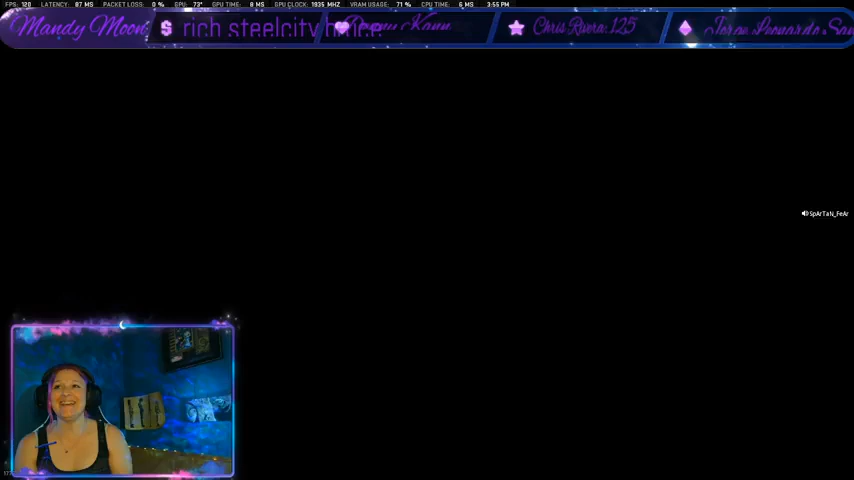 FPS: 120 LATENCY: 87 MS PACKET LOSS: 0 % GPU: 73° GPU TIME: 8 MS GPU CLOCK: 1935 MHZ VRAM USAGE: 71 % CPU TIME: 6 MS 3:55 PM
Mandy Moon rich steelcity Chris Rivera: 125
SpArTaN_FeAr